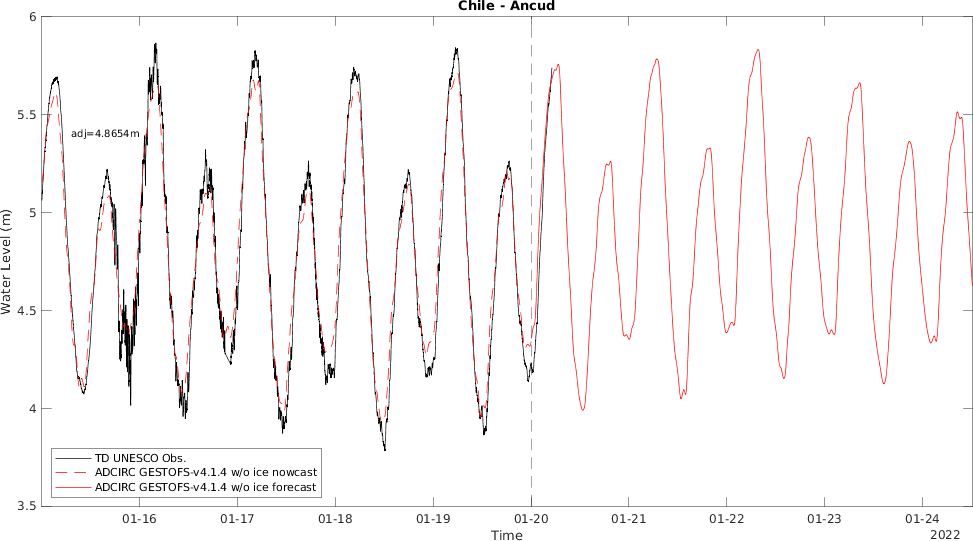 Chile - Ancud
6
5.5
adj=4.8654m
5
Water Level (m)
4.5
4
TD UNESCO Obs.
ADCIRC GESTOFS-v4.1.4 w/o ice nowcast
ADCIRC GESTOFS-v4.1.4 w/o ice forecast
3.5
01-16 01-17 01-18 01-19 01-20 01-21 01-22 01-23 01-24
Time
2022